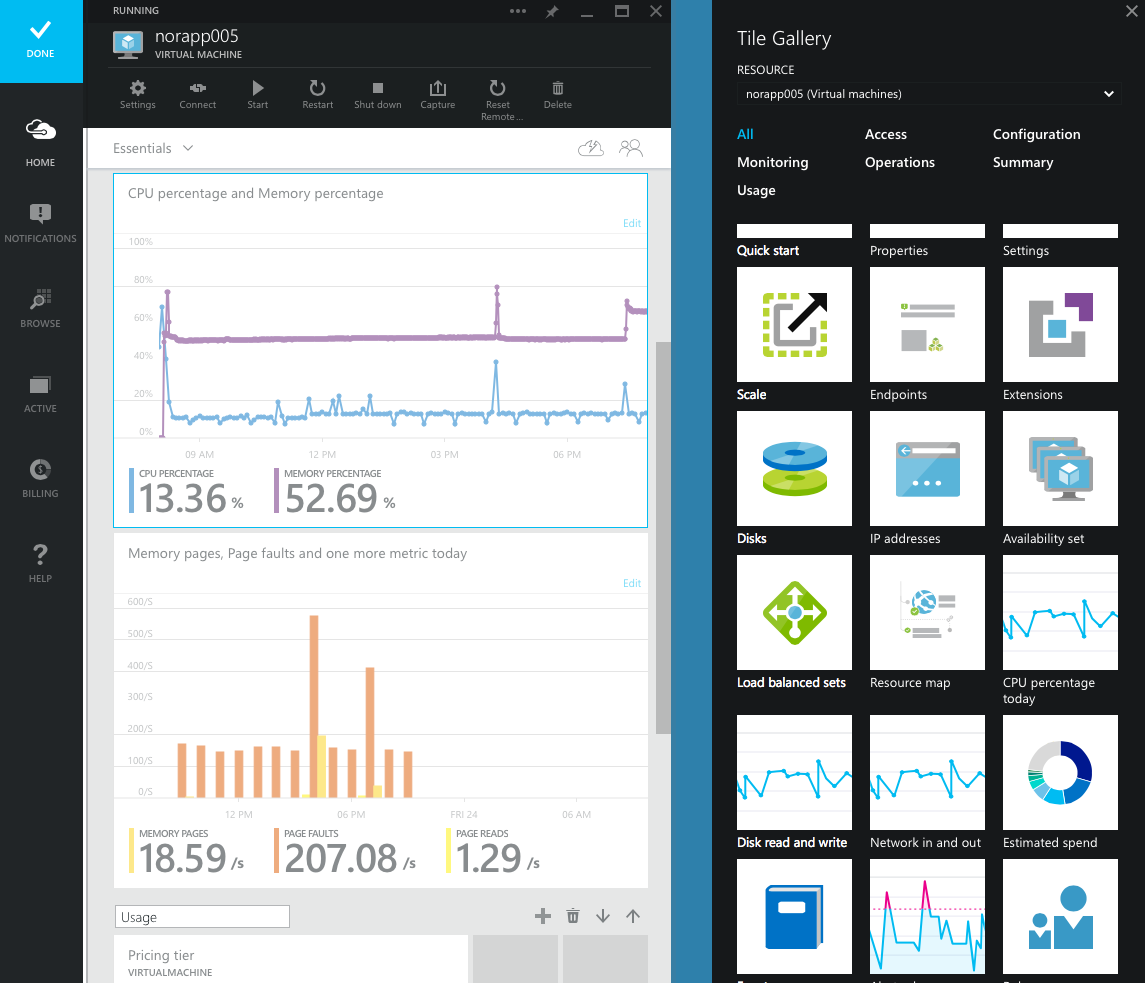 DONE
HOME
NOTIFICATIONS
BROWSE
ACTIVE
BILLING
HELP
RUNNING
norapp005
VIRTUAL MACHINE
Settings
Connect
Start
Restart
Shut down
Capture
Reset
Remote...
Delete
Essentials
CPU percentage and Memory percentage
Edit
100%
80%
60%
40%
20%
0%
09 AM
12 PM
03 PM
06 PM
CPU PERCENTAGE
13.36 %
MEMORY PERCENTAGE
52.69 %
Memory pages, Page faults and one more metric today
Edit
600/S
500/S
400/S
300/S
200/S
100/S
0/S
12 PM
06 PM
FRI 24
06 AM
MEMORY PAGES
18.59 /s
PAGE FAULTS
207.08 /s
PAGE READS
1.29 /s
Usage
Pricing tier
VIRTUALMACHINE
Tile Gallery
RESOURCE
norapp005 (Virtual machines)
All
Access
Configuration
Monitoring
Operations
Summary
Usage
Quick start
Properties
Settings
Scale
Endpoints
Extensions
Disks
IP addresses
Availability set
Load balanced sets
Resource map
CPU percentage
today
Disk read and write
Network in and out
Estimated spend